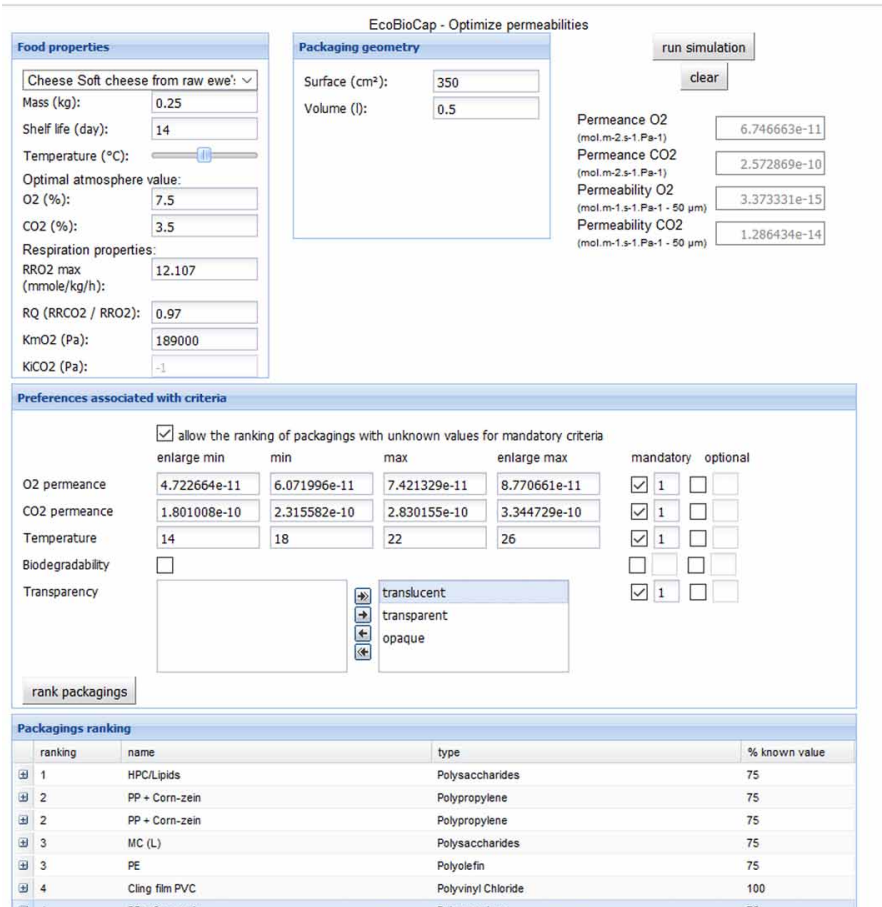 EcoBioCap - Optimize permeabilities
Food properties
Cheese Soft cheese from raw ewe':
Mass (kg): 0.25
Shelf life (day): 14
Temperature (°C):
Optimal atmosphere value:
O2 (%): 7.5
CO2 (%): 3.5
Respiration properties:
RRO2 max
(mmole/kg/h): 12.107
RQ (RRCO2 / RRO2): 0.97
KmO2 (Pa): 189000
KiCO2 (Pa): -1
Packaging geometry
Surface (cm²): 350
Volume (l): 0.5
run simulation
clear
Permeance O2
(mol.m-2.s-1.Pa-1) 6.746663e-11
Permeance CO2
(mol.m-2.s-1.Pa-1) 2.572869e-10
Permeability O2
(mol.m-1.s-1.Pa-1 - 50 µm) 3.373331e-15
Permeability CO2
(mol.m-1.s-1.Pa-1 - 50 µm) 1.286434e-14
Preferences associated with criteria
allow the ranking of packagings with unknown values for mandatory criteria
enlarge min min max enlarge max mandatory optional
O2 permeance 4.722664e-11 6.071996e-11 7.421329e-11 8.770661e-11 1
CO2 permeance 1.801008e-10 2.315582e-10 2.830155e-10 3.344729e-10 1
Temperature 14 18 22 26 1
Biodegradability
Transparency translucent 1
transparent
opaque
rank packagings
Packagings ranking
ranking name type % known value
1 HPC/Lipids Polysaccharides 75
2 PP + Corn-zein Polypropylene 75
2 PP + Corn-zein Polypropylene 75
3 MC (L) Polysaccharides 75
3 PE Polyolefin 75
4 Cling film PVC Polyvinyl Chloride 100